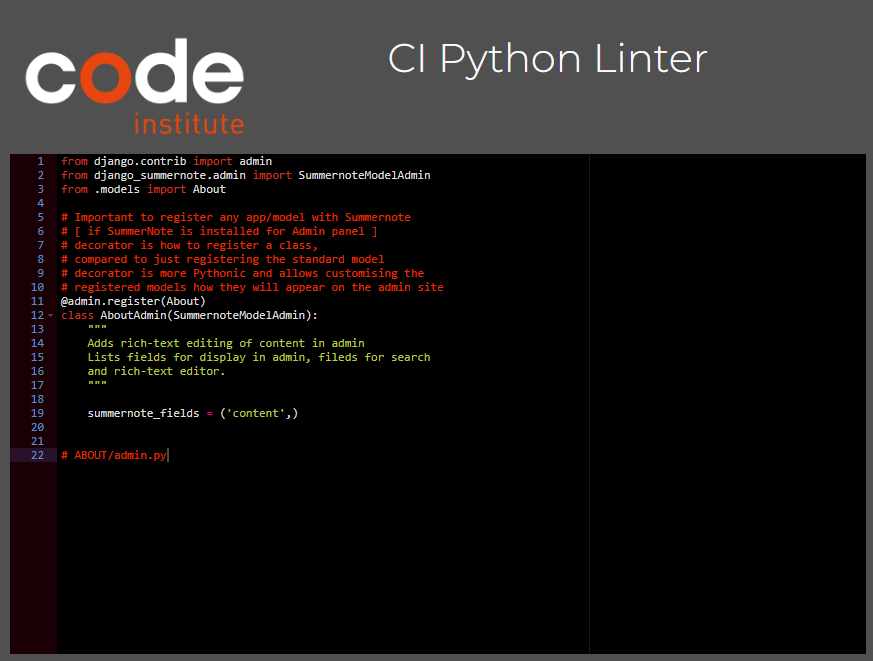 code
institute
CI Python Linter
1 from django.contrib import admin
2 from django_summernote.admin import SummernoteModelAdmin
3 from .models import About
4
5 # Important to register any app/model with Summernote
6 # [ if SummerNote is installed for Admin panel ]
7 # decorator is how to register a class,
8 # compared to just registering the standard model
9 # decorator is more Pythonic and allows customising the
10 # registered models how they will appear on the admin site
11 @admin.register(About)
12 class AboutAdmin(SummernoteModelAdmin):
13     """
14     Adds rich-text editing of content in admin
15     Lists fields for display in admin, fileds for search
16     and rich-text editor.
17     """
18
19     summernote_fields = ('content',)
20
21
22 # ABOUT/admin.py